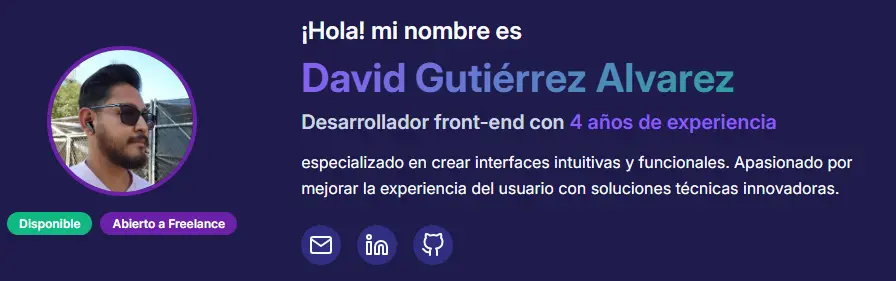 ¡Hola! mi nombre es
David Gutiérrez Alvarez
Desarrollador front-end con 4 años de experiencia
especializado en crear interfaces intuitivas y funcionales. Apasionado por
mejorar la experiencia del usuario con soluciones técnicas innovadoras.
Disponible
Abierto a Freelance
in